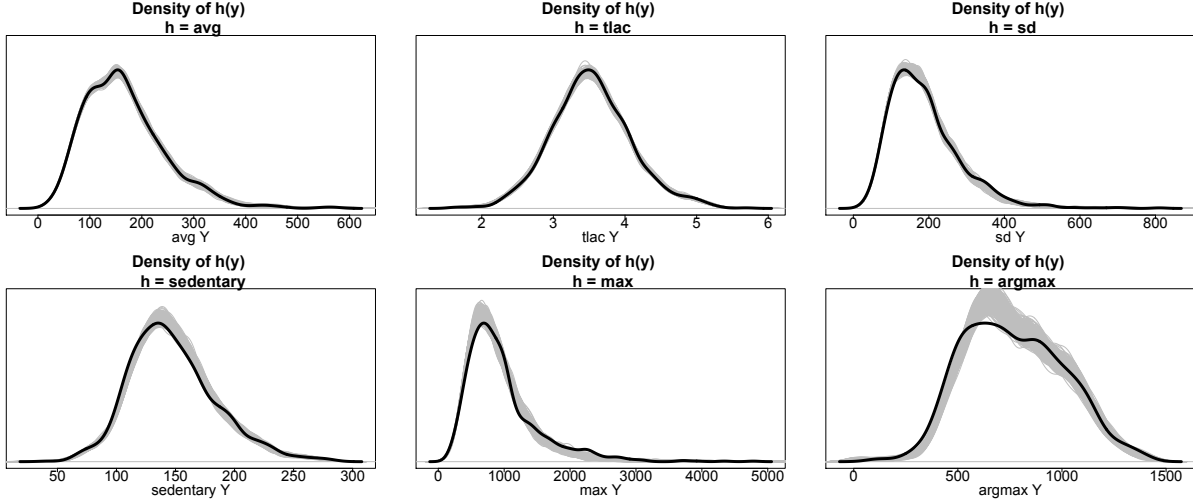 Density of h(y)
h = avg
0 100 200 300 400 500 600
avg Y
Density of h(y)
h = tlac
2 3 4 5 6
tlac Y
Density of h(y)
h = sd
0 200 400 600 800
sd Y
Density of h(y)
h = sedentary
50 100 150 200 250 300
sedentary Y
Density of h(y)
h = max
0 1000 2000 3000 4000 5000
max Y
Density of h(y)
h = argmax
0 500 1000 1500
argmax Y